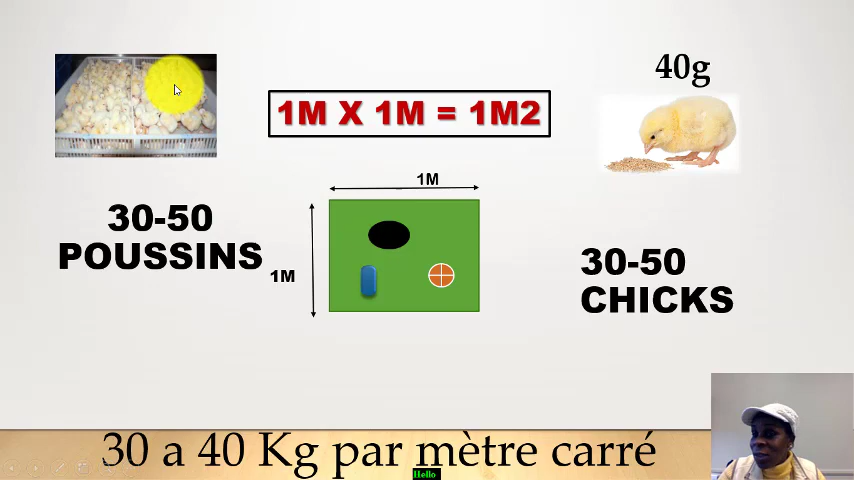 40g
1M X 1M = 1M2
1M
30-50
POUSSINS
1M
30-50
CHICKS
30 a 40 Kg par mètre carré
Hello